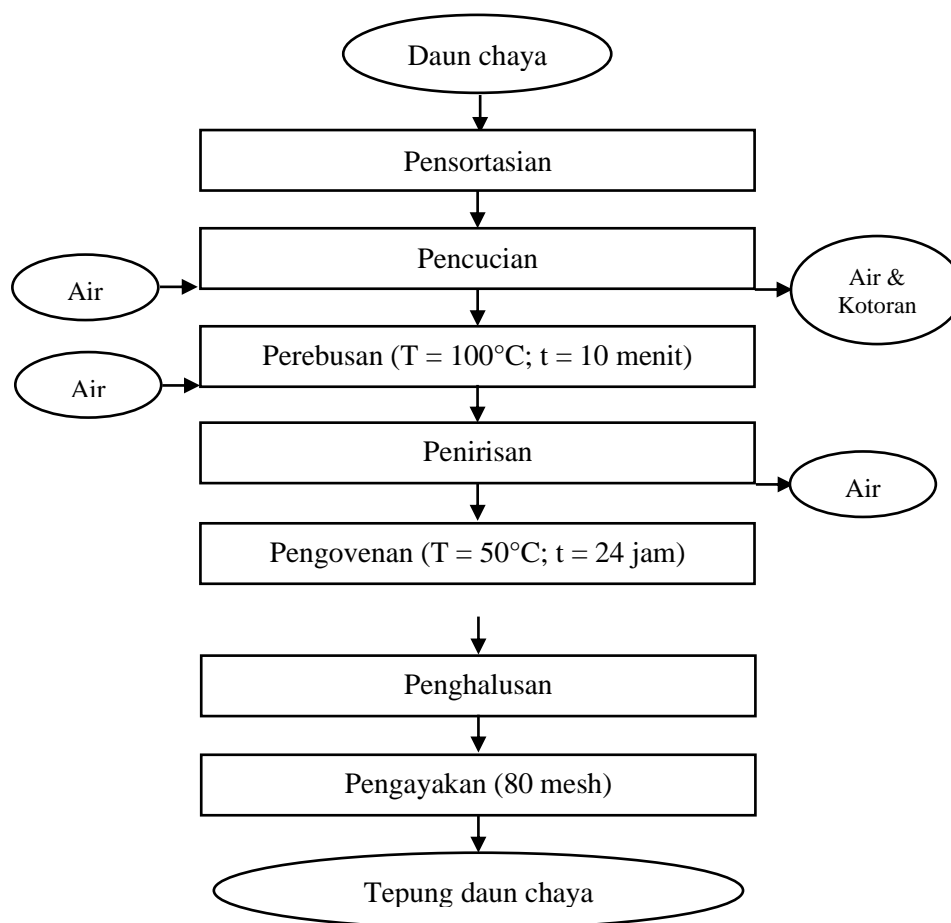 Daun chaya
Pensortasian
Pencucian
Air
Air &
Kotoran
Perebusan (T = 100°C; t = 10 menit)
Air
Penirisan
Air
Pengovenan (T = 50°C; t = 24 jam)
Penghalusan
Pengayakan (80 mesh)
Tepung daun chaya